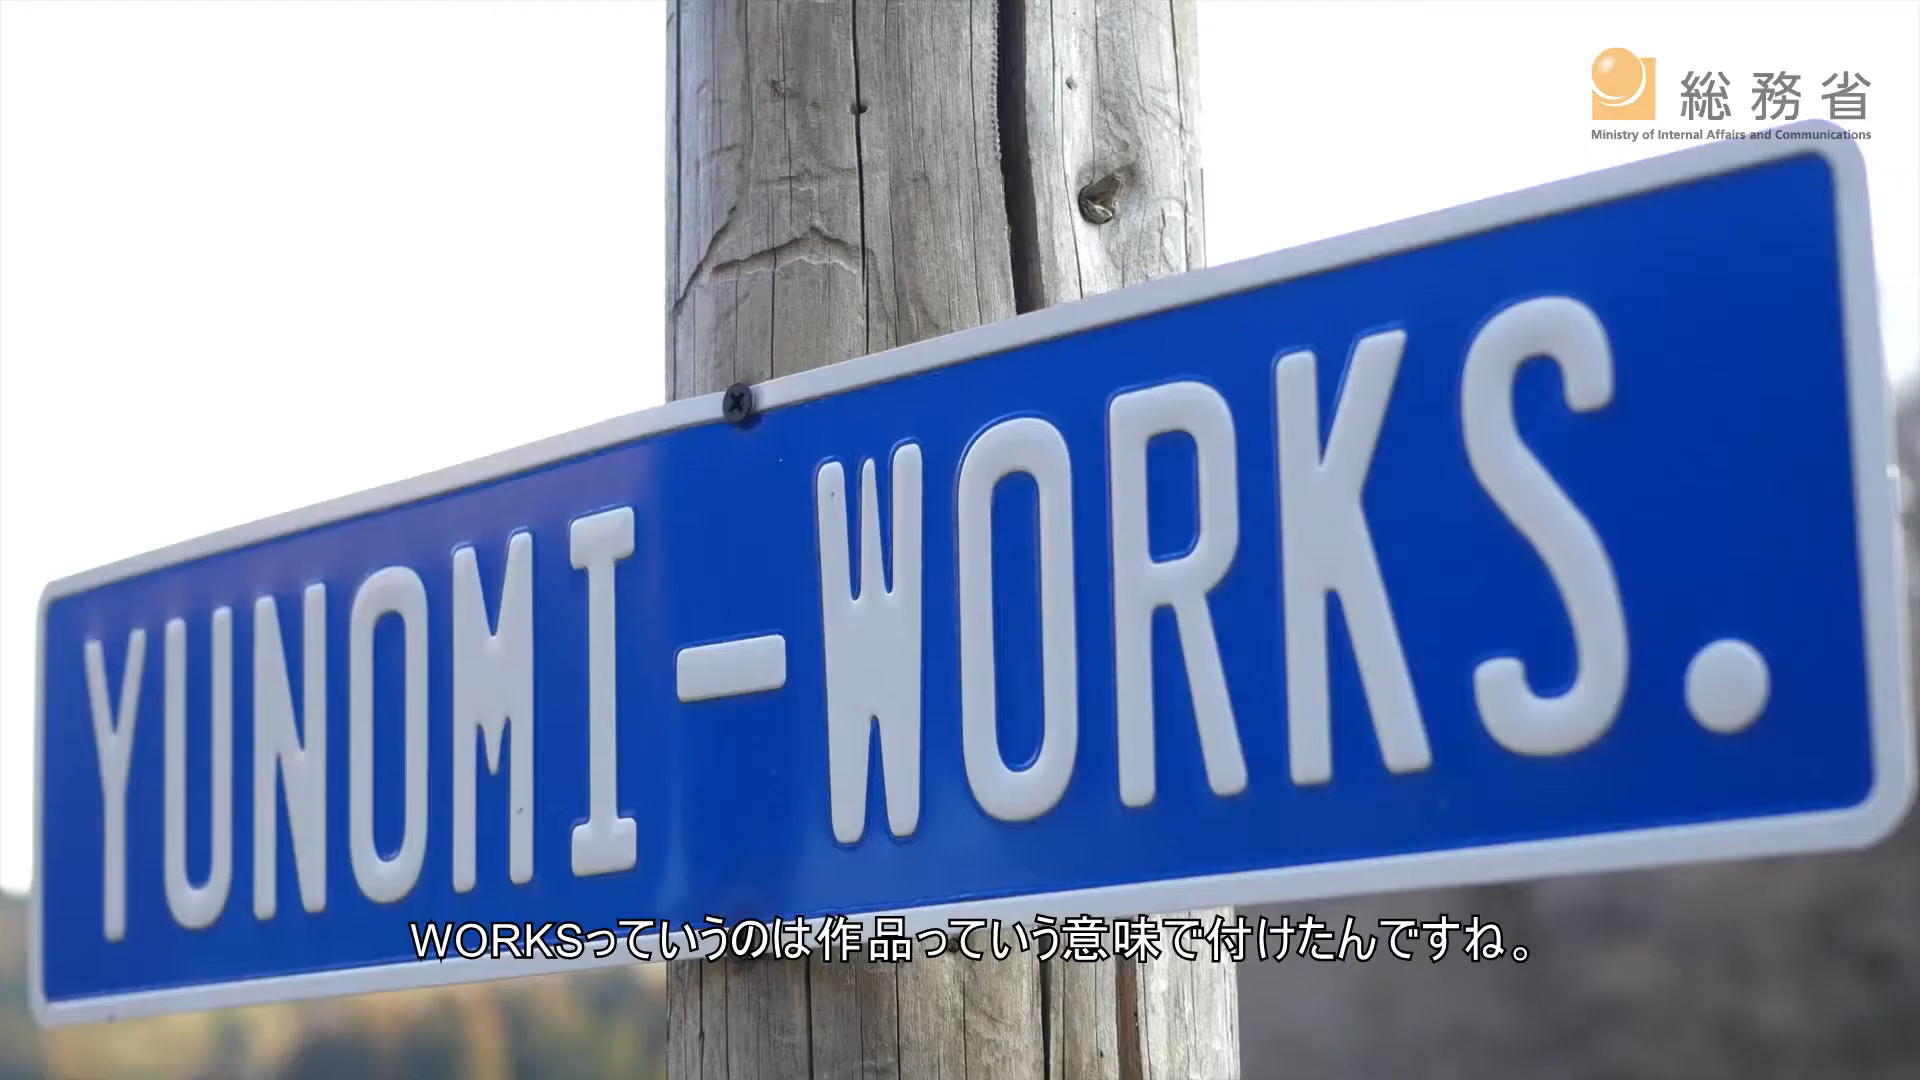 総務省
Ministry of Internal Affairs and Communications
YUNOMI-WORKS.
WORKSっていうのは作品っていう意味で付けたんですね。